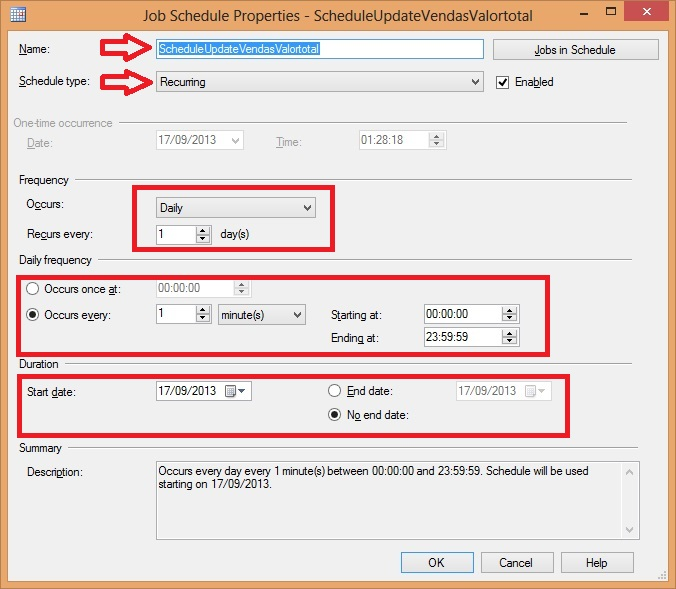 Job Schedule Properties - ScheduleUpdateVendasValortotal
Name: ScheduleUpdateVendasValortotal Jobs in Schedule
Schedule type: Recurring Enabled
One-time occurrence
Date: 17/09/2013 Time: 01:28:18
Frequency
Occurs: Daily
Recurs every: 1 day(s)
Daily frequency
Occurs once at: 00:00:00
Occurs every: 1 minute(s) Starting at: 00:00:00
Ending at: 23:59:59
Duration
Start date: 17/09/2013 End date: 17/09/2013
No end date:
Summary
Description: Occurs every day every 1 minute(s) between 00:00:00 and 23:59:59. Schedule will be used
starting on 17/09/2013.
OK Cancel Help